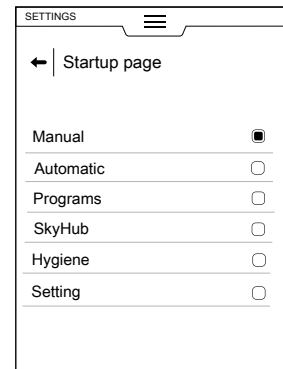 SETTINGS
Startup page
Manual
Automatic
Programs
SkyHub
Hygiene
Setting